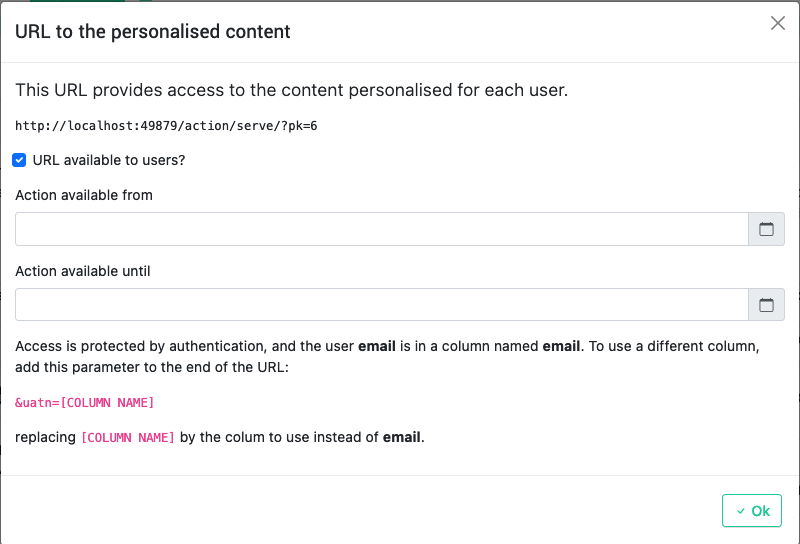 URL to the personalised content
This URL provides access to the content personalised for each user.
http://localhost:49879/action/serve/?pk=6
URL available to users?
Action available from
Action available until
Access is protected by authentication, and the user email is in a column named email. To use a different column,
add this parameter to the end of the URL:
&uatn=[COLUMN NAME]
replacing [COLUMN NAME] by the colum to use instead of email.
Ok